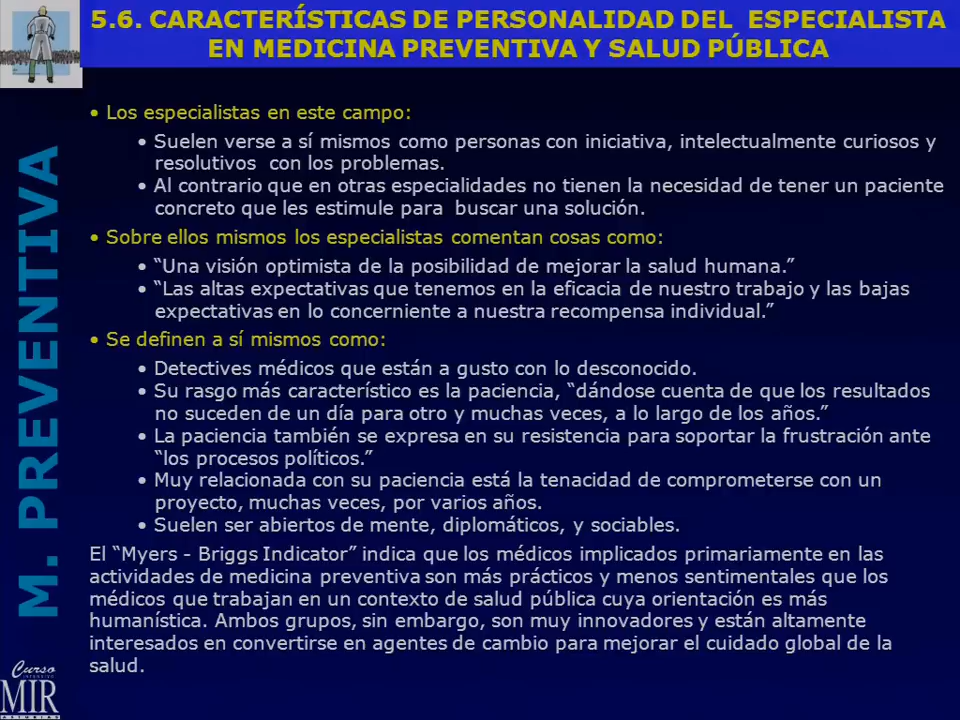 5.6. CARACTERÍSTICAS DE PERSONALIDAD DEL ESPECIALISTA
EN MEDICINA PREVENTIVA Y SALUD PÚBLICA
M. PREVENTIVA
• Los especialistas en este campo:
• Suelen verse a sí mismos como personas con iniciativa, intelectualmente curiosos y
resolutivos con los problemas.
• Al contrario que en otras especialidades no tienen la necesidad de tener un paciente
concreto que les estimule para buscar una solución.
• Sobre ellos mismos los especialistas comentan cosas como:
• “Una visión optimista de la posibilidad de mejorar la salud humana.”
• “Las altas expectativas que tenemos en la eficacia de nuestro trabajo y las bajas
expectativas en lo concerniente a nuestra recompensa individual.”
• Se definen a sí mismos como:
• Detectives médicos que están a gusto con lo desconocido.
• Su rasgo más característico es la paciencia, “dándose cuenta de que los resultados
no suceden de un día para otro y muchas veces, a lo largo de los años.”
• La paciencia también se expresa en su resistencia para soportar la frustración ante
“los procesos políticos.”
• Muy relacionada con su paciencia está la tenacidad de comprometerse con un
proyecto, muchas veces, por varios años.
• Suelen ser abiertos de mente, diplomáticos, y sociables.
El “Myers - Briggs Indicator” indica que los médicos implicados primariamente en las
actividades de medicina preventiva son más prácticos y menos sentimentales que los
médicos que trabajan en un contexto de salud pública cuya orientación es más
humanística. Ambos grupos, sin embargo, son muy innovadores y están altamente
interesados en convertirse en agentes de cambio para mejorar el cuidado global de la
salud.
Curso
INTENSIVO
MIR
ASTURIAS